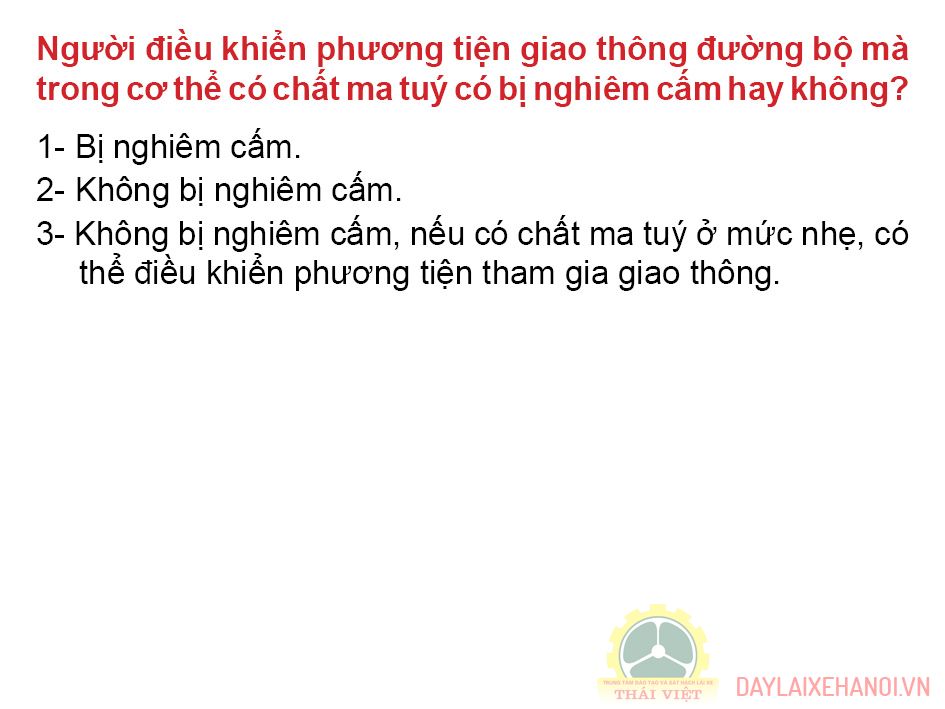 Người điều khiển phương tiện giao thông đường bộ mà
trong cơ thể có chất ma tuý có bị nghiêm cấm hay không?
1- Bị nghiêm cấm.
2- Không bị nghiêm cấm.
3- Không bị nghiêm cấm, nếu có chất ma tuý ở mức nhẹ, có
thể điều khiển phương tiện tham gia giao thông.
TRUNG TÂM ĐÀO TẠO VÀ SÁT HẠCH LÁI XE
THÁI VIỆT
DAYLAIXEHANOI.VN